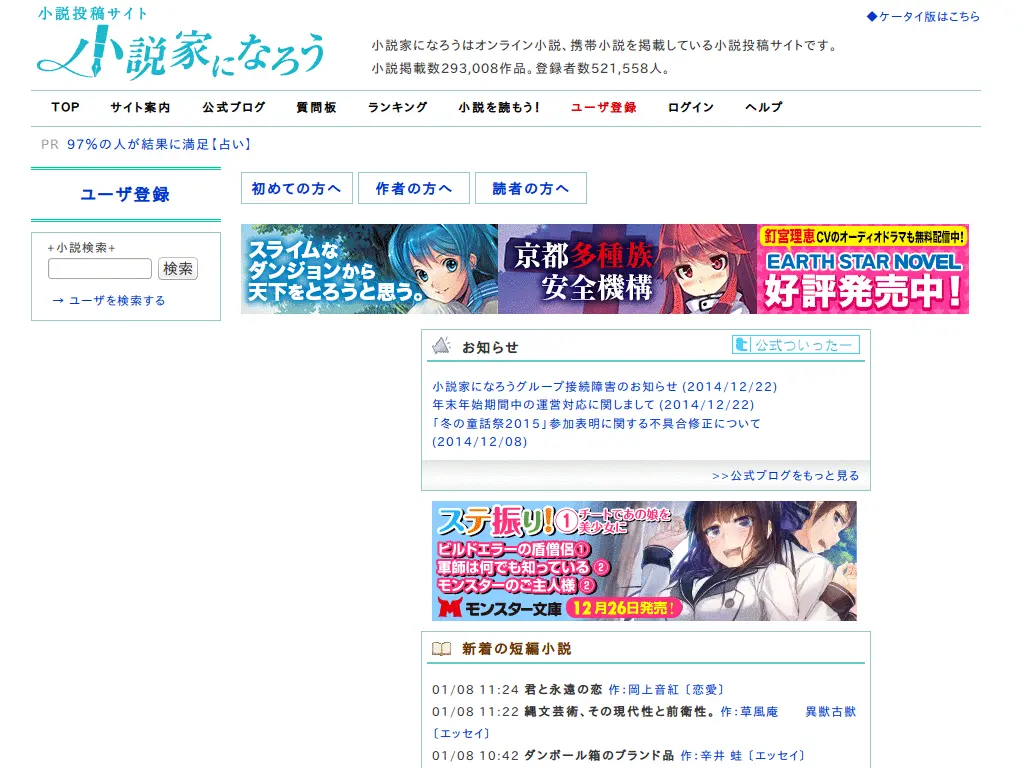 小説投稿サイト
小説家になろう
◆ケータイ版はこちら
小説家になろうはオンライン小説、携帯小説を掲載している小説投稿サイトです。
小説掲載数293,008作品。登録者数521,558人。
TOP サイト案内 公式ブログ 質問板 ランキング 小説を読もう! ユーザ登録 ログイン ヘルプ
PR 97%の人が結果に満足【占い】
ユーザ登録
初めての方へ 作者の方へ 読者の方へ
+小説検索+
検索
→ ユーザを検索する
スライムな
ダンジョンから
天下をとろうと思う。
京都多種族
安全機構
釘宮理恵CVのオーディオドラマも無料配信中!
EARTH STAR NOVEL
好評発売中!
お知らせ
公式ついったー
小説家になろうグループ接続障害のお知らせ (2014/12/22)
年末年始期間中の運営対応に関しまして (2014/12/22)
「冬の童話祭2015」参加表明に関する不具合修正について
(2014/12/08)
>>公式ブログをもっと見る
ステ振り!①チートであの娘を
美少女に
ビルドエラーの盾僧侶①
軍師は何でも知っている②
モンスターのご主人様②
モンスター文庫 12月26日発売!
新着の短編小説
01/08 11:24 君と永遠の恋 作:岡上音紅〔恋愛〕
01/08 11:22 縄文芸術、その現代性と前衛性。 作:草風庵　　異獣古獣
〔エッセイ〕
01/08 10:42 ダンボール箱のブランド品 作:辛井 蛙〔エッセイ〕